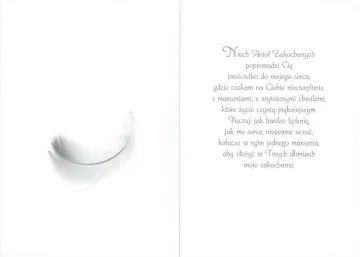 Niech Anioł Zakochanych
poprowadzi Cię
prościutko do mojego serca,
gdzie czekam na Ciebie niecierpliwie,
z marzeniami, z wyśnionymi chwilami,
które życie czynią piękniejszym.
Poczuj, jak bardzo tęsknię,
jak me serce, niepewne uczuć,
kołacze w rytm jednego marzenia,
aby złożyć w Twych dłoniach
moje zakochanie.